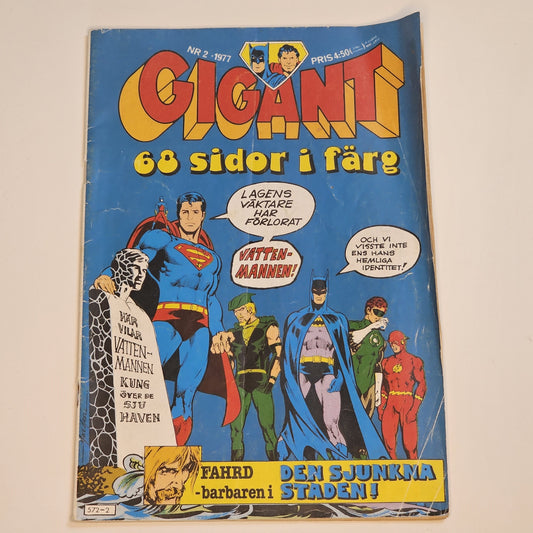 NR 2 - 1977
PRIS 4:50
GIGANT
68 sidor i färg
LAGENS
VÄKTARE
HAR
FÖRLORAT
VATTEN-
MANNEN!
OCH VI
VISSTE INTE
ENS HANS
HEMLIGA
IDENTITET!
HÄR
VILAR
VATTEN-
MANNEN
KUNG
ÖVER DE
SJU
HAVEN
FAHRD
-barbaren i
DEN SJUNKNA
STADEN!
572-2